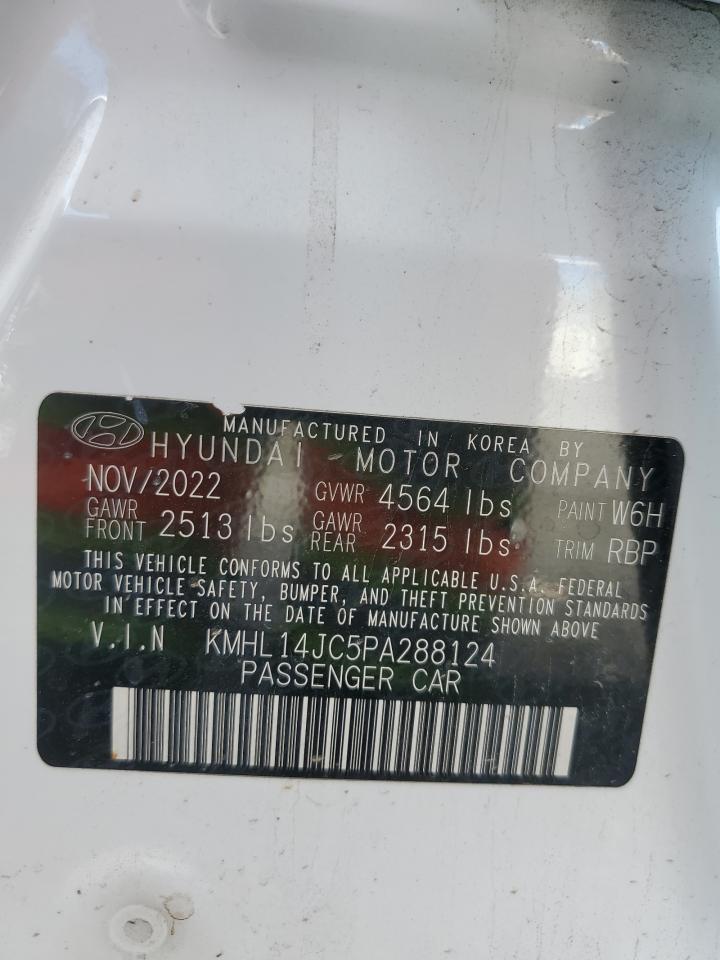 MANUFACTURED IN KOREA BY
HYUNDAI MOTOR COMPANY
NOV/2022 GVWR 4564 lbs PAINT W6H
GAWR FRONT 2513 lbs GAWR REAR 2315 lbs TRIM RBP
THIS VEHICLE CONFORMS TO ALL APPLICABLE U.S.A. FEDERAL
MOTOR VEHICLE SAFETY, BUMPER, AND THEFT PREVENTION STANDARDS
IN EFFECT ON THE DATE OF MANUFACTURE SHOWN ABOVE
V.I.N KMHL14JC5PA288124
PASSENGER CAR